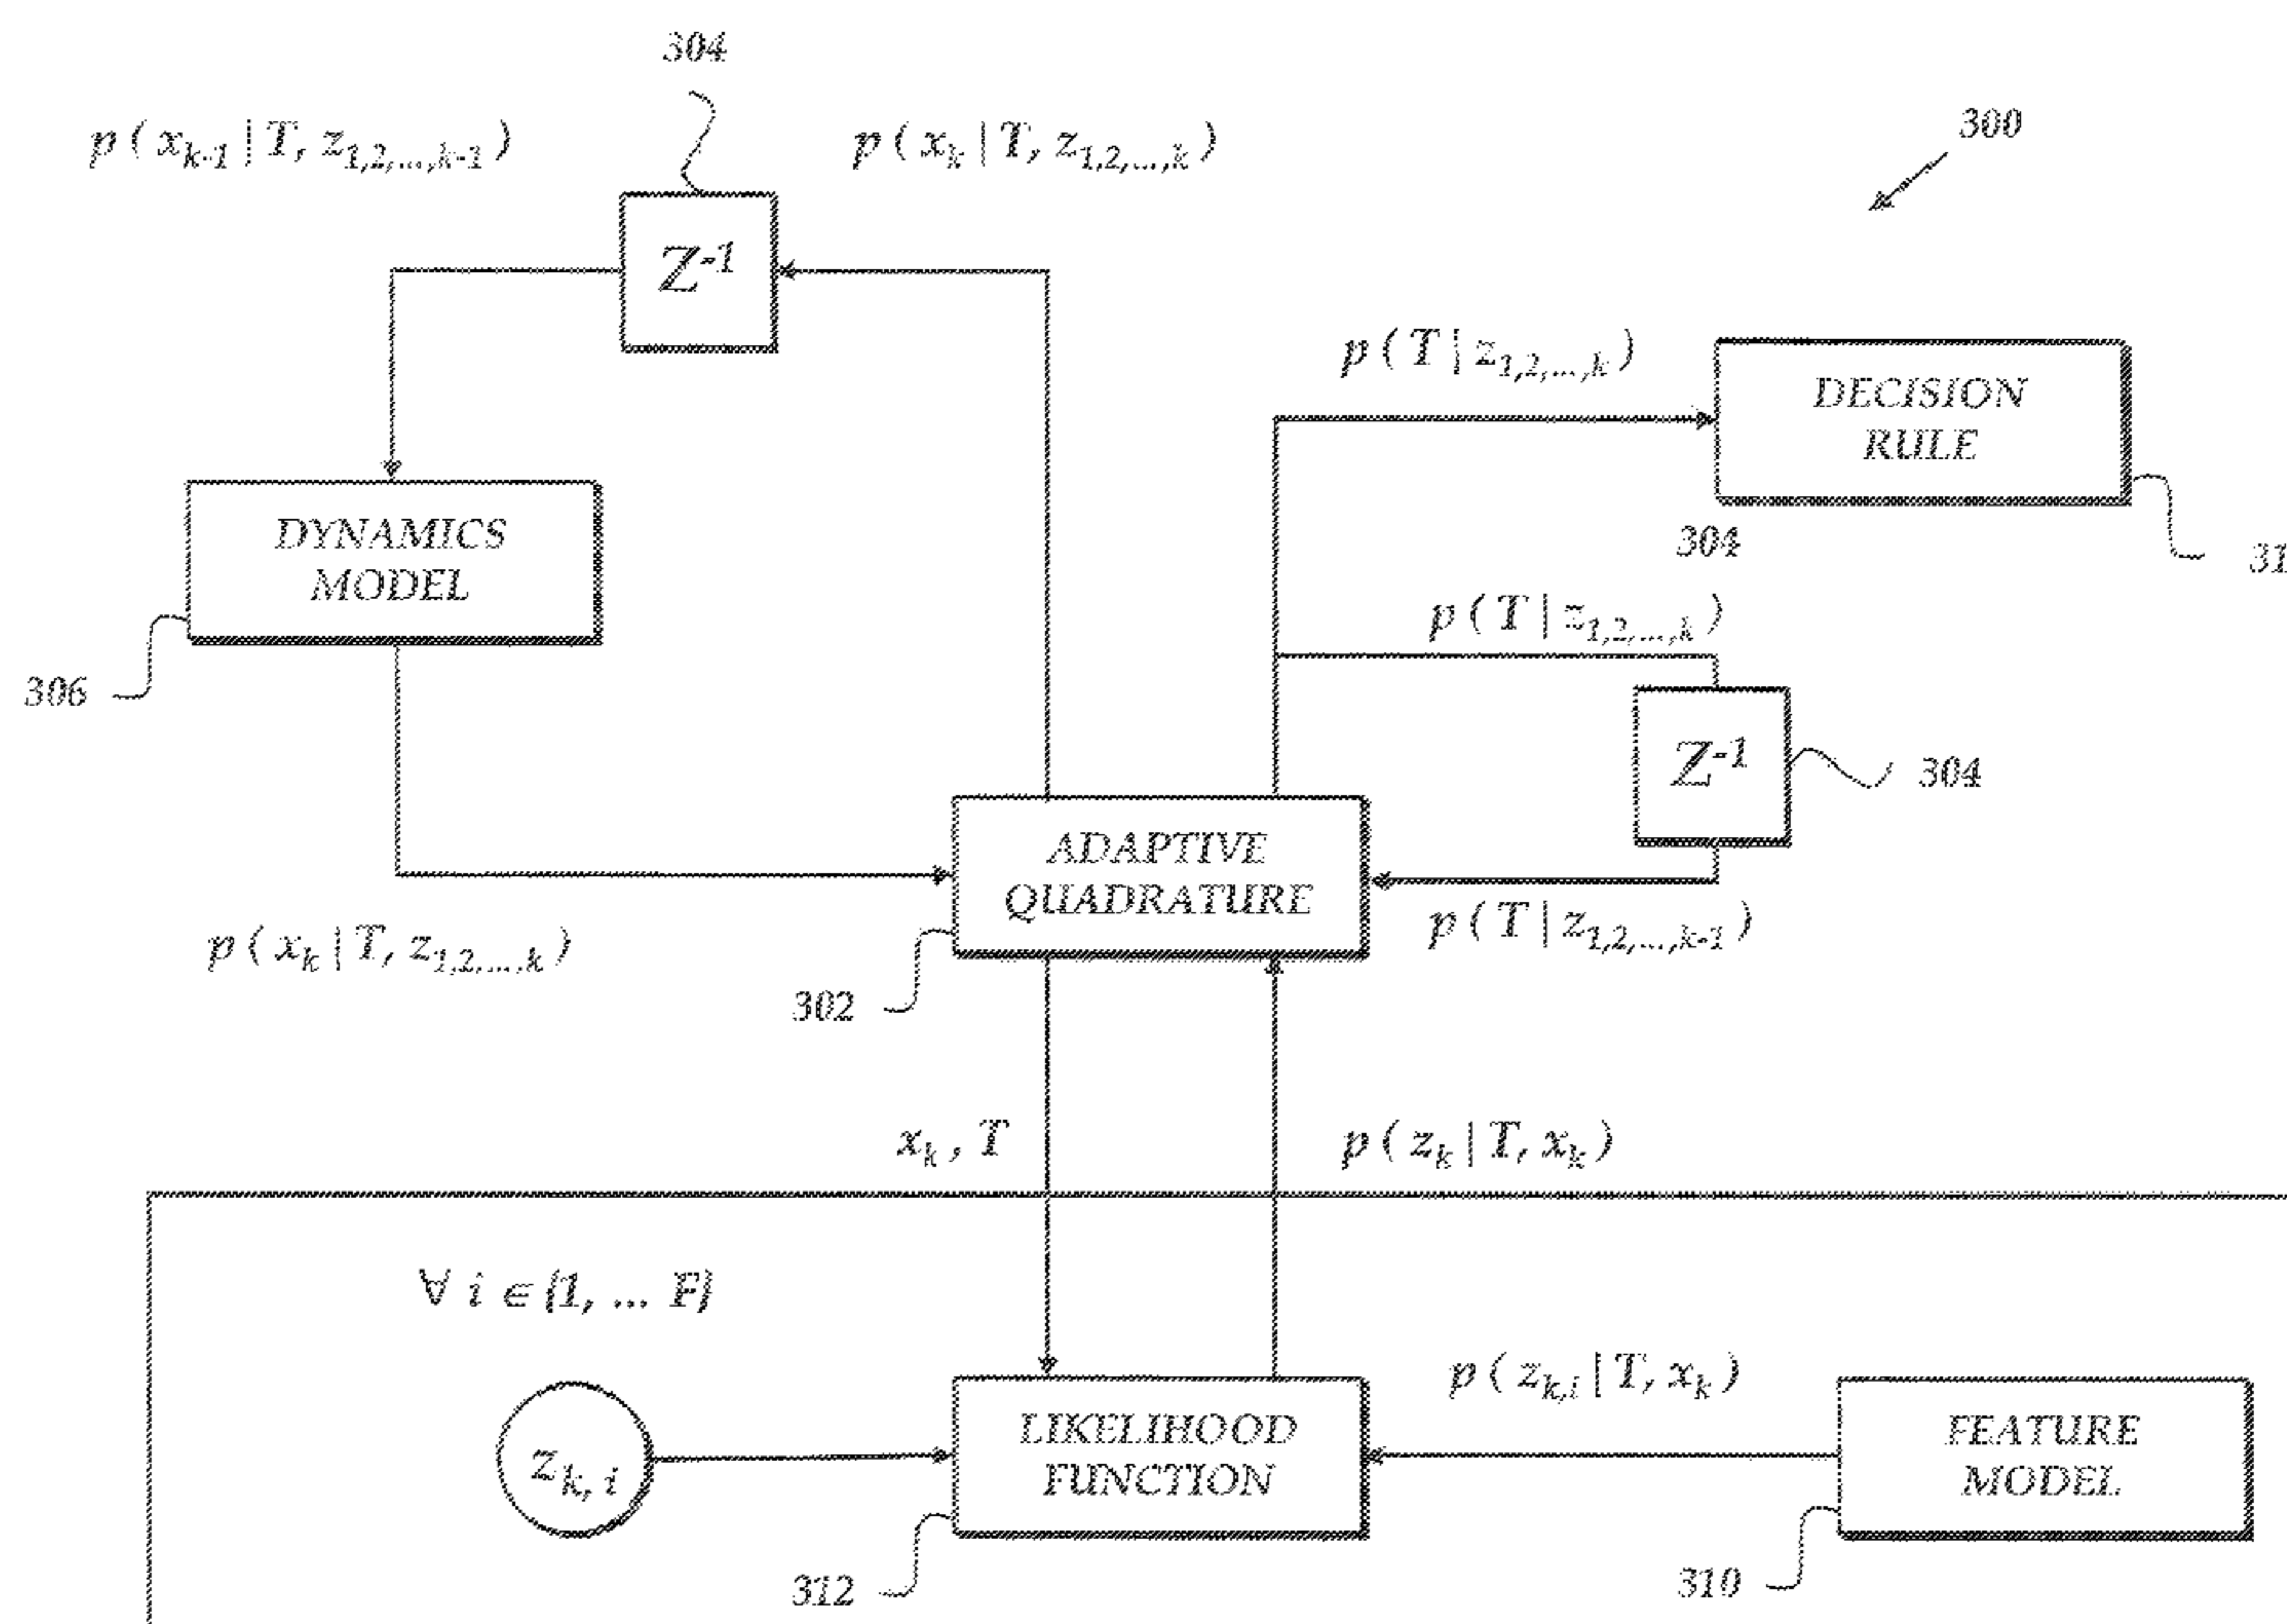 304
p ( x_{k-1} | T, z_{1,2,...,k-1} )
p ( x_k | T, z_{1,2,...,k} )
300
Z^{-1}
p ( T | z_{1,2,...,k} )
DECISION
RULE
304
31
DYNAMICS
MODEL
p ( T | z_{1,2,...,k} )
306
Z^{-1}
304
ADAPTIVE
QUADRATURE
p ( x_k | T, z_{1,2,...,k} )
p ( T | z_{1,2,...,k-1} )
302
x_k , T
p ( z_k | T, x_k )
∀ i ∈ {1, ... F}
p ( z_{k,i} | T, x_k )
z_{k, i}
LIKELIHOOD
FUNCTION
FEATURE
MODEL
312
310